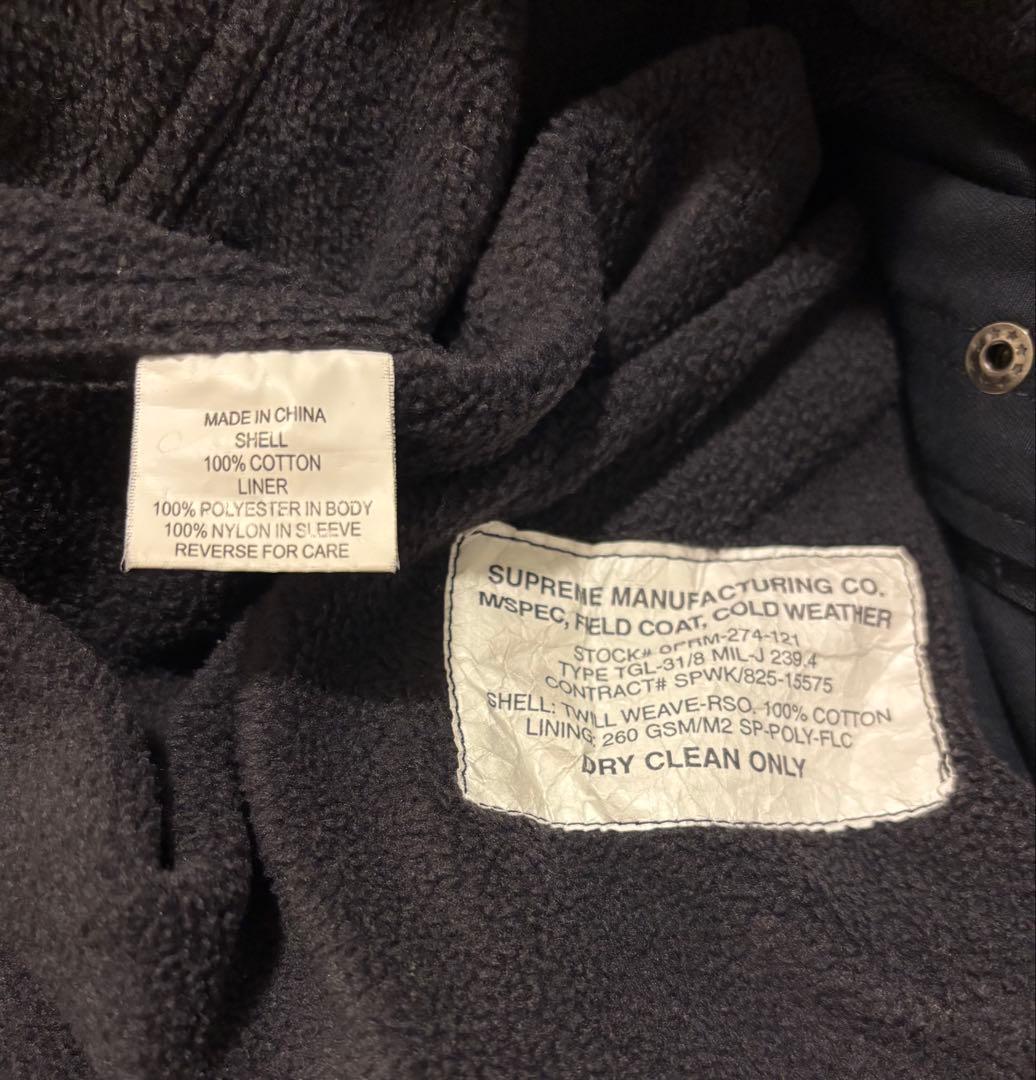 MADE IN CHINA
SHELL
100% COTTON
LINER
100% POLYESTER IN BODY
100% NYLON IN SLEEVE
REVERSE FOR CARE
SUPREME MANUFACTURING CO.
M/SPEC, FIELD COAT, COLD WEATHER
STOCK#
TYPE TGL-31/8 MIL-J 239.4
CONTRACT# SPWK/825-15575
SHELL: TWILL WEAVE-RSO. 100% COTTON
LINING: 260 GSM/M2 SP-POLY-FLC
DRY CLEAN ONLY